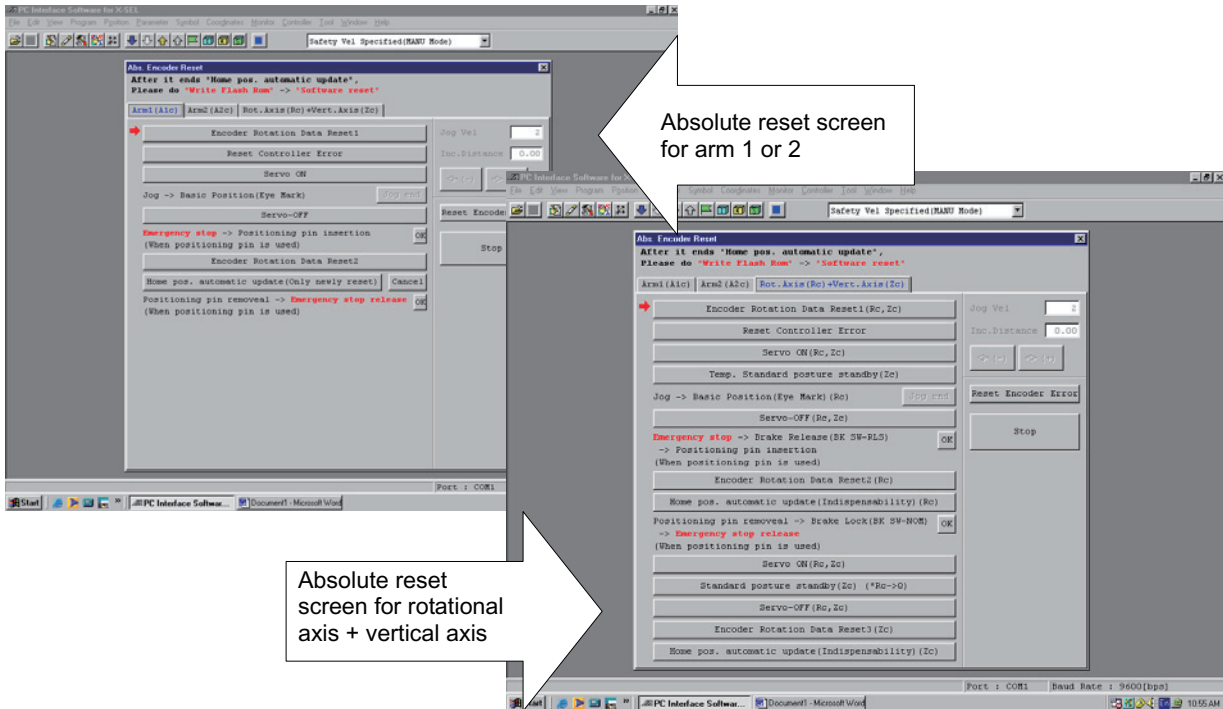 PC Interface Software for X-SEL
File Edit View Program Position Parameter Symbol Coordinates Monitor Controller Tool Window Help
Safety Vel Specified(MANU Mode)
Abs. Encoder Reset
After it ends "Home pos. automatic update",
Please do "Write Flash Rom" -> "Software reset"
Arm1(A1c) Arm2(A2c) Rot.Axis(Rc)+Vert.Axis(Zc)
Encoder Rotation Data Reset1
Reset Controller Error
Servo ON
Jog -> Basic Position(Eye Mark) Jog end
Servo-OFF
Emergency stop -> Positioning pin insertion OK
(When positioning pin is used)
Encoder Rotation Data Reset2
Home pos. automatic update(Only newly reset) Cancel
Positioning pin removeal -> Emergency stop release OK
(When positioning pin is used)
Jog Vel 2
Inc.Distance 0.00
(-)
Reset Encode
Stop
Port : COM1
Start PC Interface Softwar... Document1 - Microsoft Word
Absolute reset screen
for arm 1 or 2
PC Interface Software for
File Edit View Program Position Symbol Coordinates Monitor Controller Tool Window Help
Safety Vel Specified(MANU Mode)
Abs. Encoder Reset
After it ends "Home pos. automatic update",
Please do "Write Flash Rom" -> "Software reset"
Arm1(A1c) Arm2(A2c) Rot.Axis(Rc)+Vert.Axis(Zc)
Encoder Rotation Data Reset1(Rc,Zc)
Reset Controller Error
Servo ON(Rc,Zc)
Temp. Standard posture standby(Zc)
Jog -> Basic Position(Eye Mark)(Rc) Jog end
Servo-OFF(Rc,Zc)
Emergency stop -> Brake Release(BK SW-RLS) OK
-> Positioning pin insertion
(When positioning pin is used)
Encoder Rotation Data Reset2(Rc)
Home pos. automatic update(Indispensability)(Rc)
Positioning pin removeal -> Brake Lock(BK SW-NOM) OK
-> Emergency stop release
(When positioning pin is used)
Servo ON(Rc,Zc)
Standard posture standby(Zc) (*Rc->0)
Servo-OFF(Rc,Zc)
Encoder Rotation Data Reset3(Zc)
Home pos. automatic update(Indispensability)(Zc)
Jog Vel 2
Inc.Distance 0.00
(-) (+)
Reset Encoder Error
Stop
Port : COM1 Baud Rate : 9600[bps]
PC Interface Softwar... Document1 - Microsoft Word 10:55 AM
Absolute reset
screen for rotational
axis + vertical axis